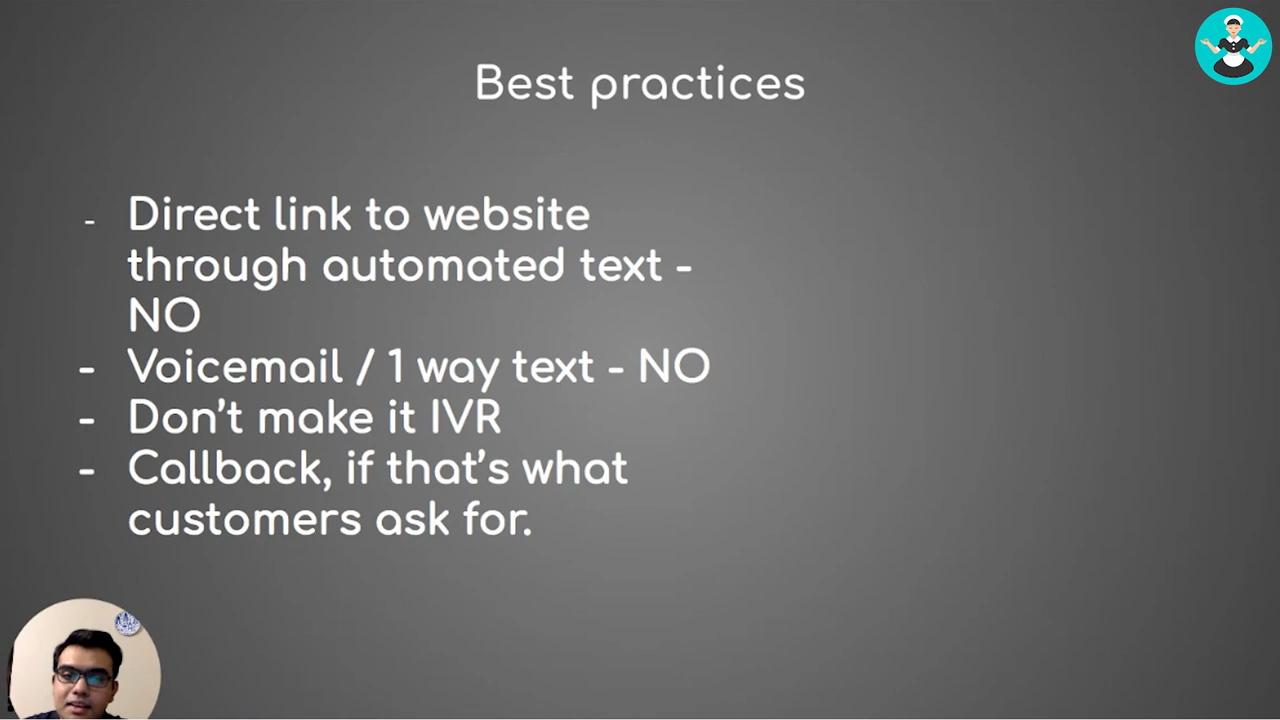 Best practices
- Direct link to website
through automated text -
NO
- Voicemail / 1 way text - NO
- Don't make it IVR
- Callback, if that's what
customers ask for.